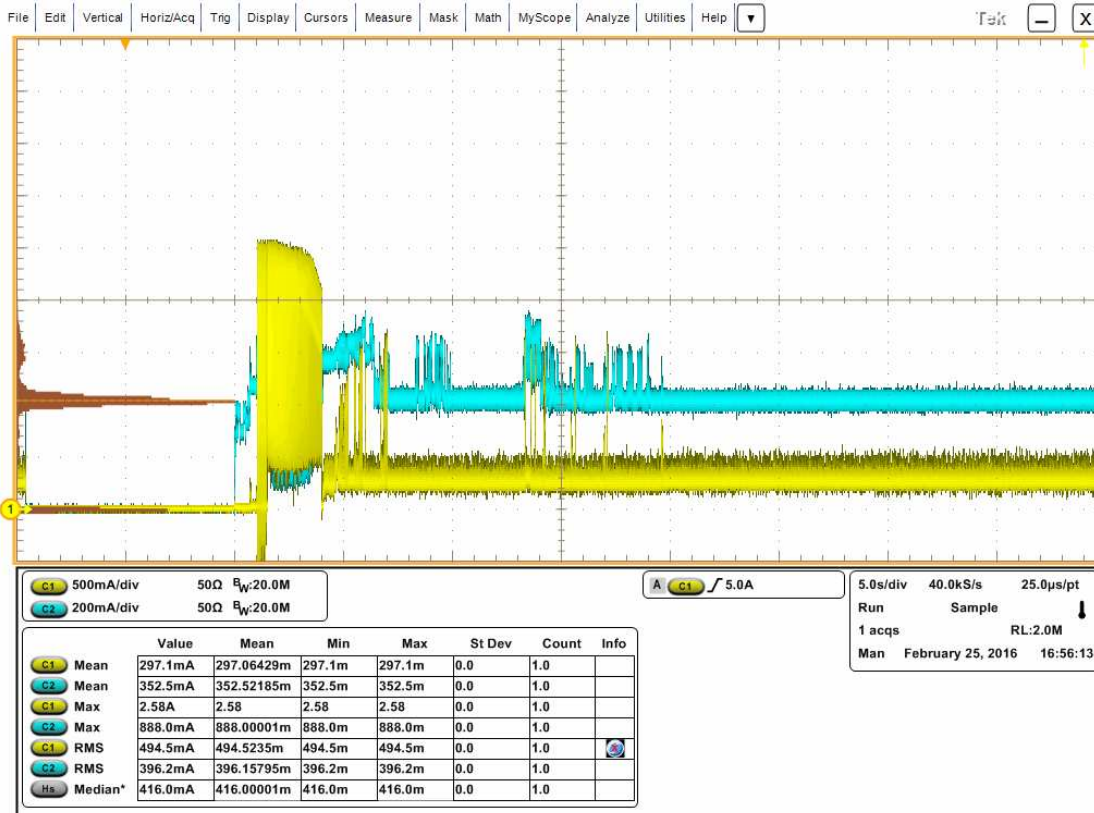 File Edit Vertical Horiz/Acq Trig Display Cursors Measure Mask Math MyScope Analyze Utilities Help Tek X
1
C1 500mA/div 50Ω BW:20.0M
C2 200mA/div 50Ω BW:20.0M
A C1 5.0A
5.0s/div 40.0kS/s 25.0µs/pt
Run Sample
1 acqs RL:2.0M
Man February 25, 2016 16:56:13
Value Mean Min Max St Dev Count Info
C1 Mean 297.1mA 297.06429m 297.1m 297.1m 0.0 1.0
C2 Mean 352.5mA 352.52185m 352.5m 352.5m 0.0 1.0
C1 Max 2.58A 2.58 2.58 2.58 0.0 1.0
C2 Max 888.0mA 888.00001m 888.0m 888.0m 0.0 1.0
C1 RMS 494.5mA 494.5235m 494.5m 494.5m 0.0 1.0
C2 RMS 396.2mA 396.15795m 396.2m 396.2m 0.0 1.0
Hs Median* 416.0mA 416.00001m 416.0m 416.0m 0.0 1.0